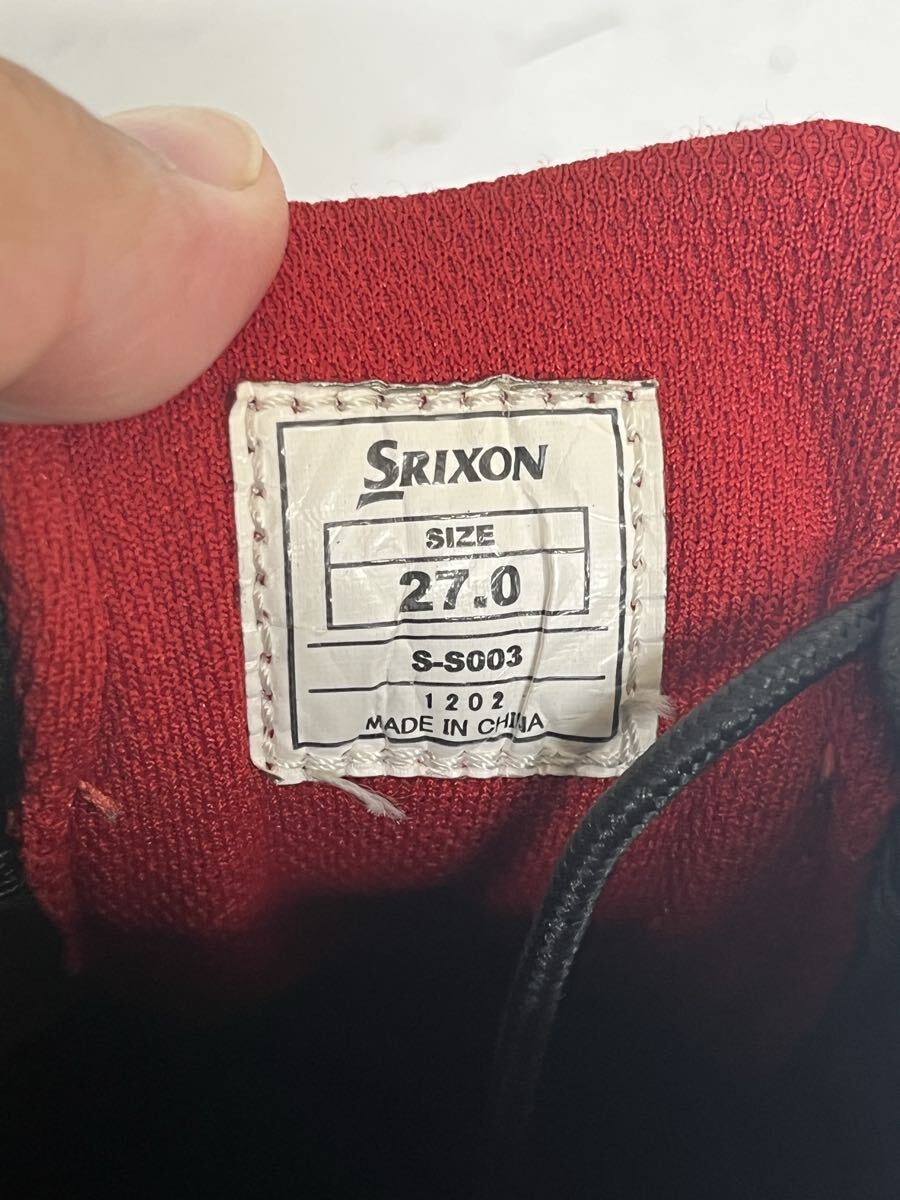 SRIXON
SIZE
27.0
S-S003
1202
MADE IN CHINA